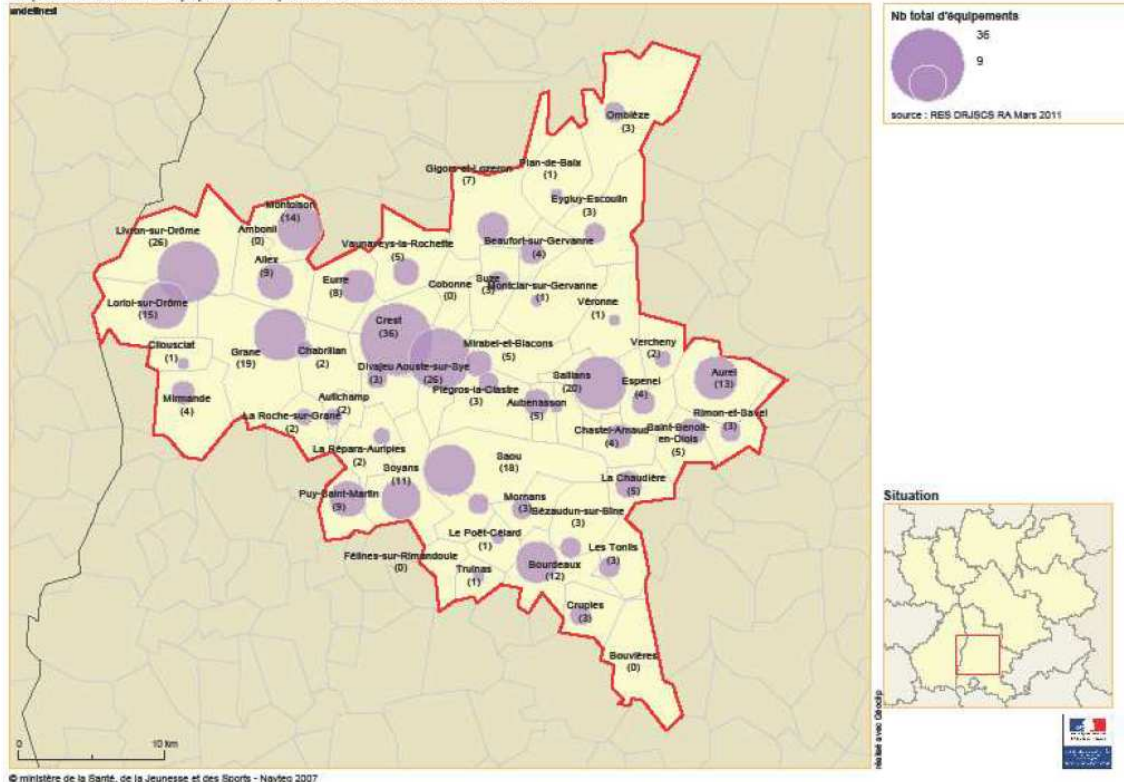 undefined
Nb total d'équipements
36
9
source : RES DRJSCS RA Mars 2011
Omblèze
(3)
Plan-de-Baix
(1)
Gigors-et-Lozeron
(7)
Eygluy-Escoulin
(3)
Montoison
(14)
Livron-sur-Drôme
(26)
Ambonil
(0)
Vaunaveys-la-Rochette
(5)
Beaufort-sur-Gervanne
(4)
Allex
(9)
Eurre
(8)
Cobonne
(0)
Suze
(3)
Montclar-sur-Gervanne
(1)
Loriol-sur-Drôme
(15)
Véronne
(1)
Crest
(36)
Cliousclat
(1)
Grane
(19)
Chabrillan
(2)
Mirabel-et-Blacons
(5)
Vercheny
(2)
Divajeu
(3)
Aouste-sur-Sye
(26)
Saillans
(20)
Espenel
(4)
Aurel
(13)
Mirmande
(4)
Piégros-la-Clastre
(3)
Aubenasson
(5)
Autichamp
(2)
La Roche-sur-Grane
(2)
Rimon-et-Savel
(3)
Chastel-Arnaud
(4)
Saint-Benoit-
en-Diois
(5)
La Répara-Auriples
(2)
Saou
(18)
Soyans
(11)
La Chaudière
(5)
Puy-Saint-Martin
(9)
Mornans
(3)
Bézaudun-sur-Bîne
(3)
Le Poët-Célard
(1)
Félines-sur-Rimandoule
(0)
Les Tonils
(3)
Truinas
(1)
Bourdeaux
(12)
Crupies
(3)
Bouvières
(0)
Situation
0
10 km
réalisé avec Géoclip
© ministère de la Santé, de la Jeunesse et des Sports - Navteq 2007